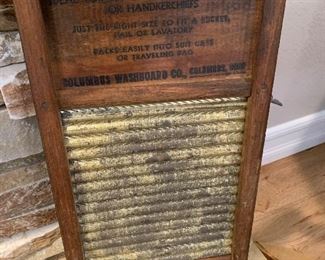 FOR HANDKERCHIEFS
JUST THE RIGHT SIZE TO FIT A BUCKET,
PAIL OR LAVATORY
PACKS EASILY INTO SUIT CASE
OR TRAVELING BAG
COLUMBUS WASHBOARD CO., COLUMBUS, OHIO